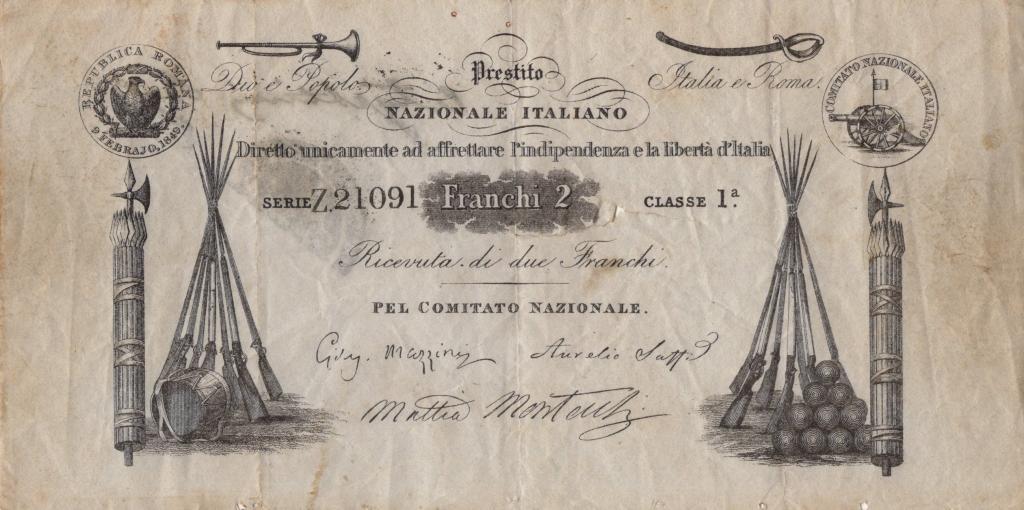 REPUBLICA ROMANA
9 FEBRAJO, 1849.
Dio e Popolo.
Prestito
Italia e Roma.
COMITATO NAZIONALE ITALIANO
NAZIONALE ITALIANO
Diretto unicamente ad affrettare l'indipendenza e la libertà d'Italia
SERIE Z.21091 Franchi 2 CLASSE 1.ª
Ricevuta di due Franchi.
PEL COMITATO NAZIONALE.
Gius. Mazzini Aurelio Saffi
Mattia Montecchi